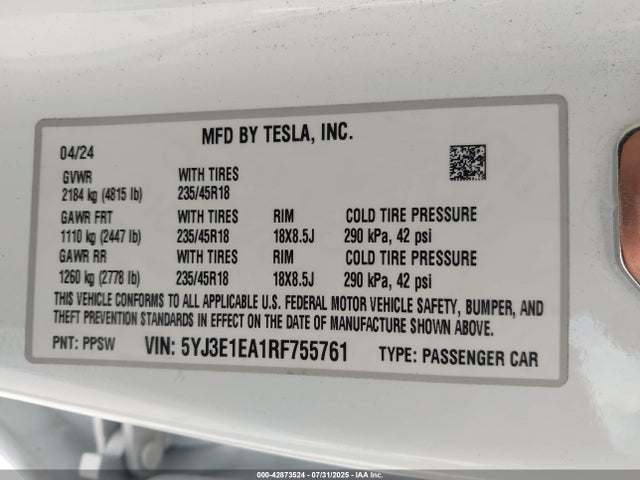 MFD BY TESLA, INC.
04/24
GVWR WITH TIRES
2184 kg (4815 lb) 235/45R18
GAWR FRT WITH TIRES RIM COLD TIRE PRESSURE
1110 kg (2447 lb) 235/45R18 18X8.5J 290 kPa, 42 psi
GAWR RR WITH TIRES RIM COLD TIRE PRESSURE
1260 kg (2778 lb) 235/45R18 18X8.5J 290 kPa, 42 psi
THIS VEHICLE CONFORMS TO ALL APPLICABLE U.S. FEDERAL MOTOR VEHICLE SAFETY, BUMPER, AND
THEFT PREVENTION STANDARDS IN EFFECT ON THE DATE OF MANUFACTURE SHOWN ABOVE.
PNT: PPSW VIN: 5YJ3E1EA1RF755761 TYPE: PASSENGER CAR
000-42873524 - 07/31/2025 - IAA Inc.